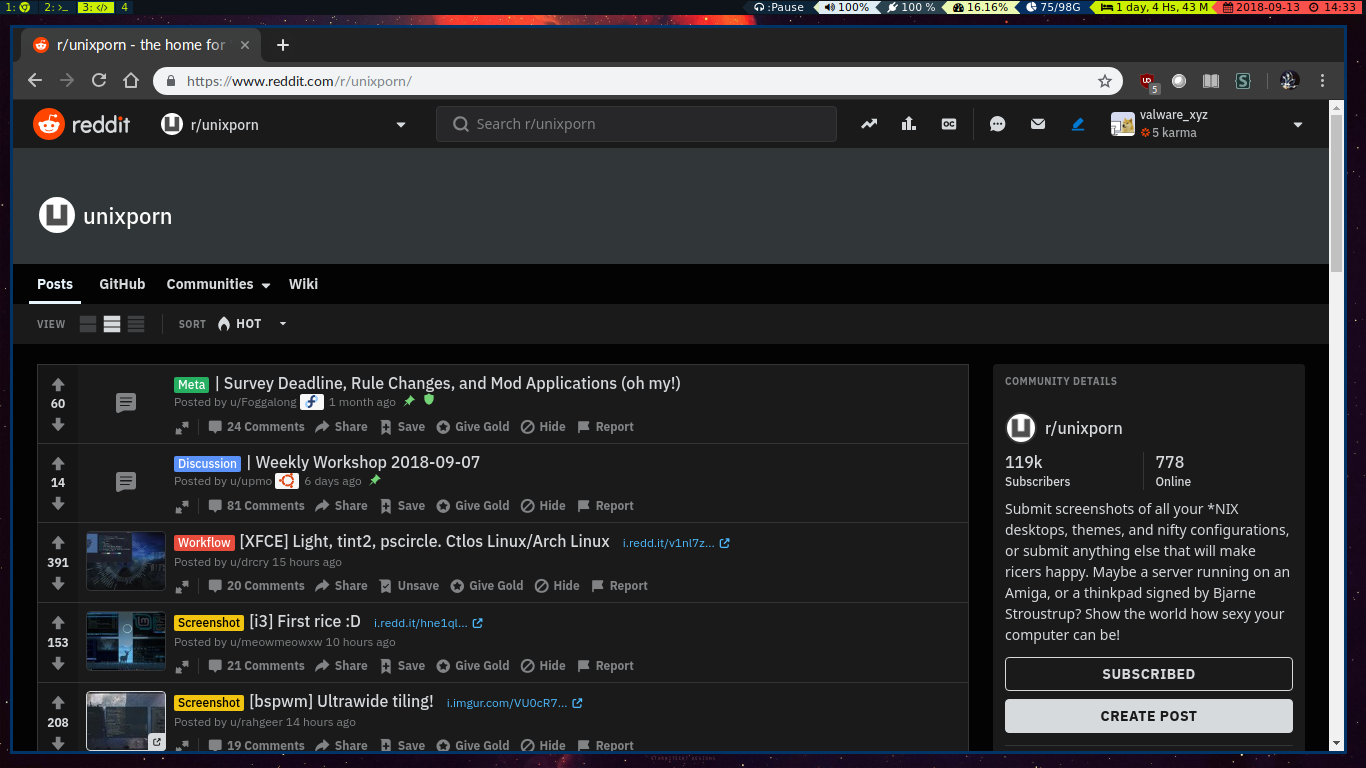 1: 2: >_ 3: </> 4 :Pause 100% 100 % 16.16% 75/98G 1 day, 4 Hs, 43 M 2018-09-13 14:33
r/unixporn - the home for
https://www.reddit.com/r/unixporn/
5
reddit r/unixporn Search r/unixporn OC valware_xyz
5 karma
unixporn
Posts GitHub Communities Wiki
VIEW SORT HOT
Meta | Survey Deadline, Rule Changes, and Mod Applications (oh my!)
60 Posted by u/Foggalong 1 month ago
24 Comments Share Save Give Gold Hide Report
Discussion | Weekly Workshop 2018-09-07
14 Posted by u/upmo 6 days ago
81 Comments Share Save Give Gold Hide Report
Workflow [XFCE] Light, tint2, pscircle. Ctlos Linux/Arch Linux i.redd.it/v1nl7z...
391 Posted by u/drcry 15 hours ago
20 Comments Share Unsave Give Gold Hide Report
Screenshot [i3] First rice :D i.redd.it/hne1ql...
153 Posted by u/meowmeowxw 10 hours ago
21 Comments Share Save Give Gold Hide Report
Screenshot [bspwm] Ultrawide tiling! i.imgur.com/VU0cR7...
208 Posted by u/rahgeer 14 hours ago
19 Comments Share Save Give Gold Hide Report
COMMUNITY DETAILS
r/unixporn
119k 778
Subscribers Online
Submit screenshots of all your *NIX
desktops, themes, and nifty configurations,
or submit anything else that will make
ricers happy. Maybe a server running on an
Amiga, or a thinkpad signed by Bjarne
Stroustrup? Show the world how sexy your
computer can be!
SUBSCRIBED
CREATE POST